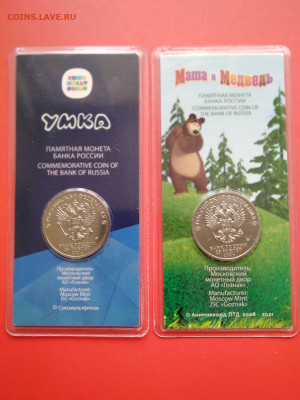 COINS.SU
УМКА
ПАМЯТНАЯ МОНЕТА
БАНКА РОССИИ
COMMEMORATIVE COIN OF
THE BANK OF RUSSIA
Производитель:
Московский
монетный двор
АО «Гознак»
Manufacturer:
Moscow Mint
JSC «Goznak»
© Союзмультфильм
Маша и Медведь
ПАМЯТНАЯ МОНЕТА
БАНКА РОССИИ
COMMEMORATIVE COIN OF
THE BANK OF RUSSIA
Производитель:
Московский
монетный двор
АО «Гознак»
Manufacturer:
Moscow Mint
JSC «Goznak»
© Анимаккорд ЛТД, 2008 - 2021